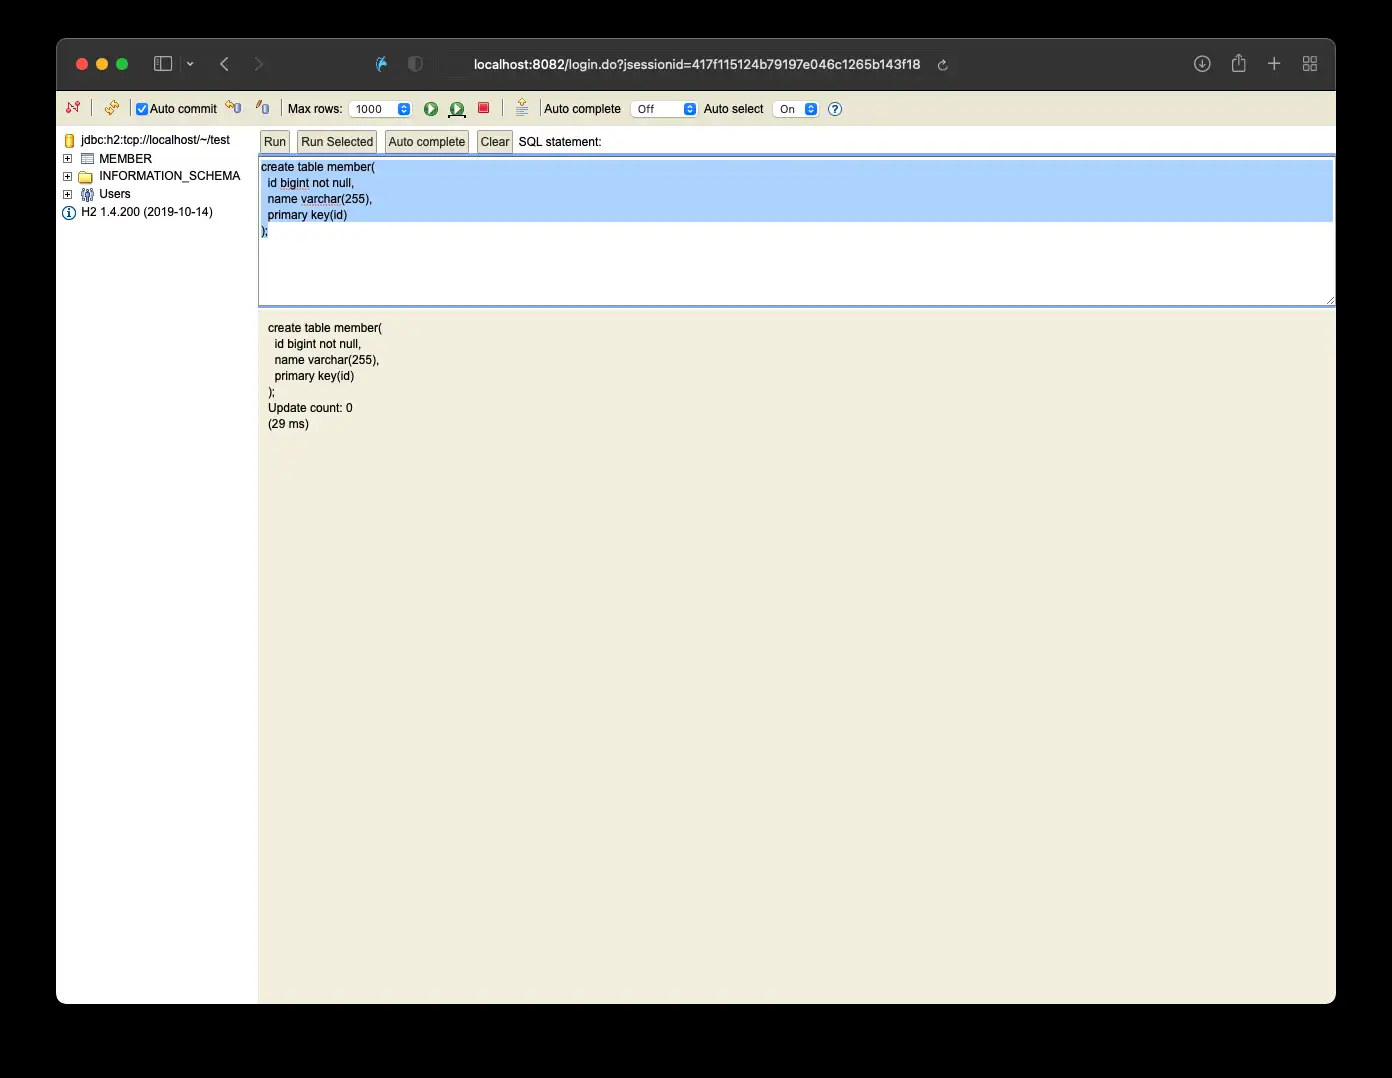 localhost:8082/login.do?jsessionid=417f115124b79197e046c1265b143f18
Auto commit Max rows: 1000 Auto complete Off Auto select On ?
jdbc:h2:tcp://localhost/~/test
MEMBER
INFORMATION_SCHEMA
Users
H2 1.4.200 (2019-10-14)
Run Run Selected Auto complete Clear SQL statement:
create table member(
id bigint not null,
name varchar(255),
primary key(id)
);
create table member(
id bigint not null,
name varchar(255),
primary key(id)
);
Update count: 0
(29 ms)